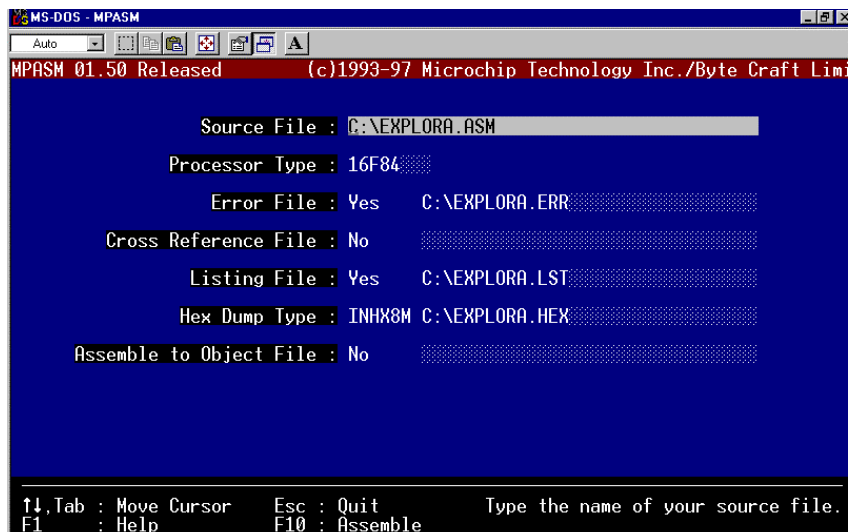 MS-DOS - MPASM
Auto A
MPASM 01.50 Released (c)1993-97 Microchip Technology Inc./Byte Craft Limi
Source File : C:\EXPLORA.ASM
Processor Type : 16F84
Error File : Yes C:\EXPLORA.ERR
Cross Reference File : No
Listing File : Yes C:\EXPLORA.LST
Hex Dump Type : INHX8M C:\EXPLORA.HEX
Assemble to Object File : No
↑↓,Tab : Move Cursor Esc : Quit Type the name of your source file.
F1 : Help F10 : Assemble